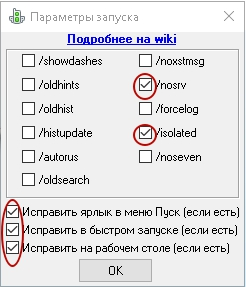 Параметры запуска
Подробнее на wiki
/showdashes /noxstmsg
/oldhints /nosrv
/oldhist /forcelog
/histupdate /isolated
/autorus /noseven
/oldsearch
Исправить ярлык в меню Пуск (если есть)
Исправить в быстром запуске (если есть)
Исправить на рабочем столе (если есть)
OK